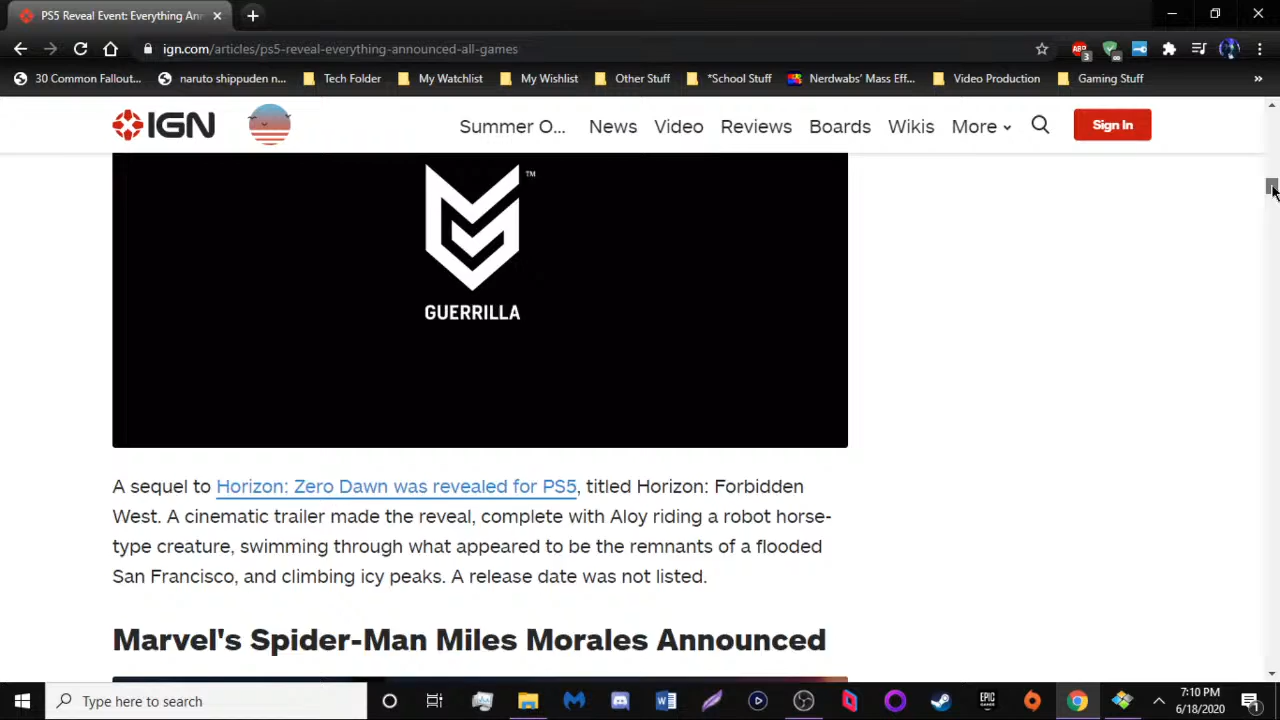 PS5 Reveal Event: Everything Ann
ign.com/articles/ps5-reveal-everything-announced-all-games
ABP
3
∞
30 Common Fallout...
naruto shippuden n...
Tech Folder
My Watchlist
My Wishlist
Other Stuff
*School Stuff
Nerdwabs' Mass Eff...
Video Production
Gaming Stuff
»
IGN
Summer O...
News
Video
Reviews
Boards
Wikis
More
Sign In
TM
GUERRILLA
A sequel to Horizon: Zero Dawn was revealed for PS5, titled Horizon: Forbidden
West. A cinematic trailer made the reveal, complete with Aloy riding a robot horse-
type creature, swimming through what appeared to be the remnants of a flooded
San Francisco, and climbing icy peaks. A release date was not listed.
Marvel's Spider-Man Miles Morales Announced
Type here to search
EPIC
GAMES
7:10 PM
6/18/2020
1